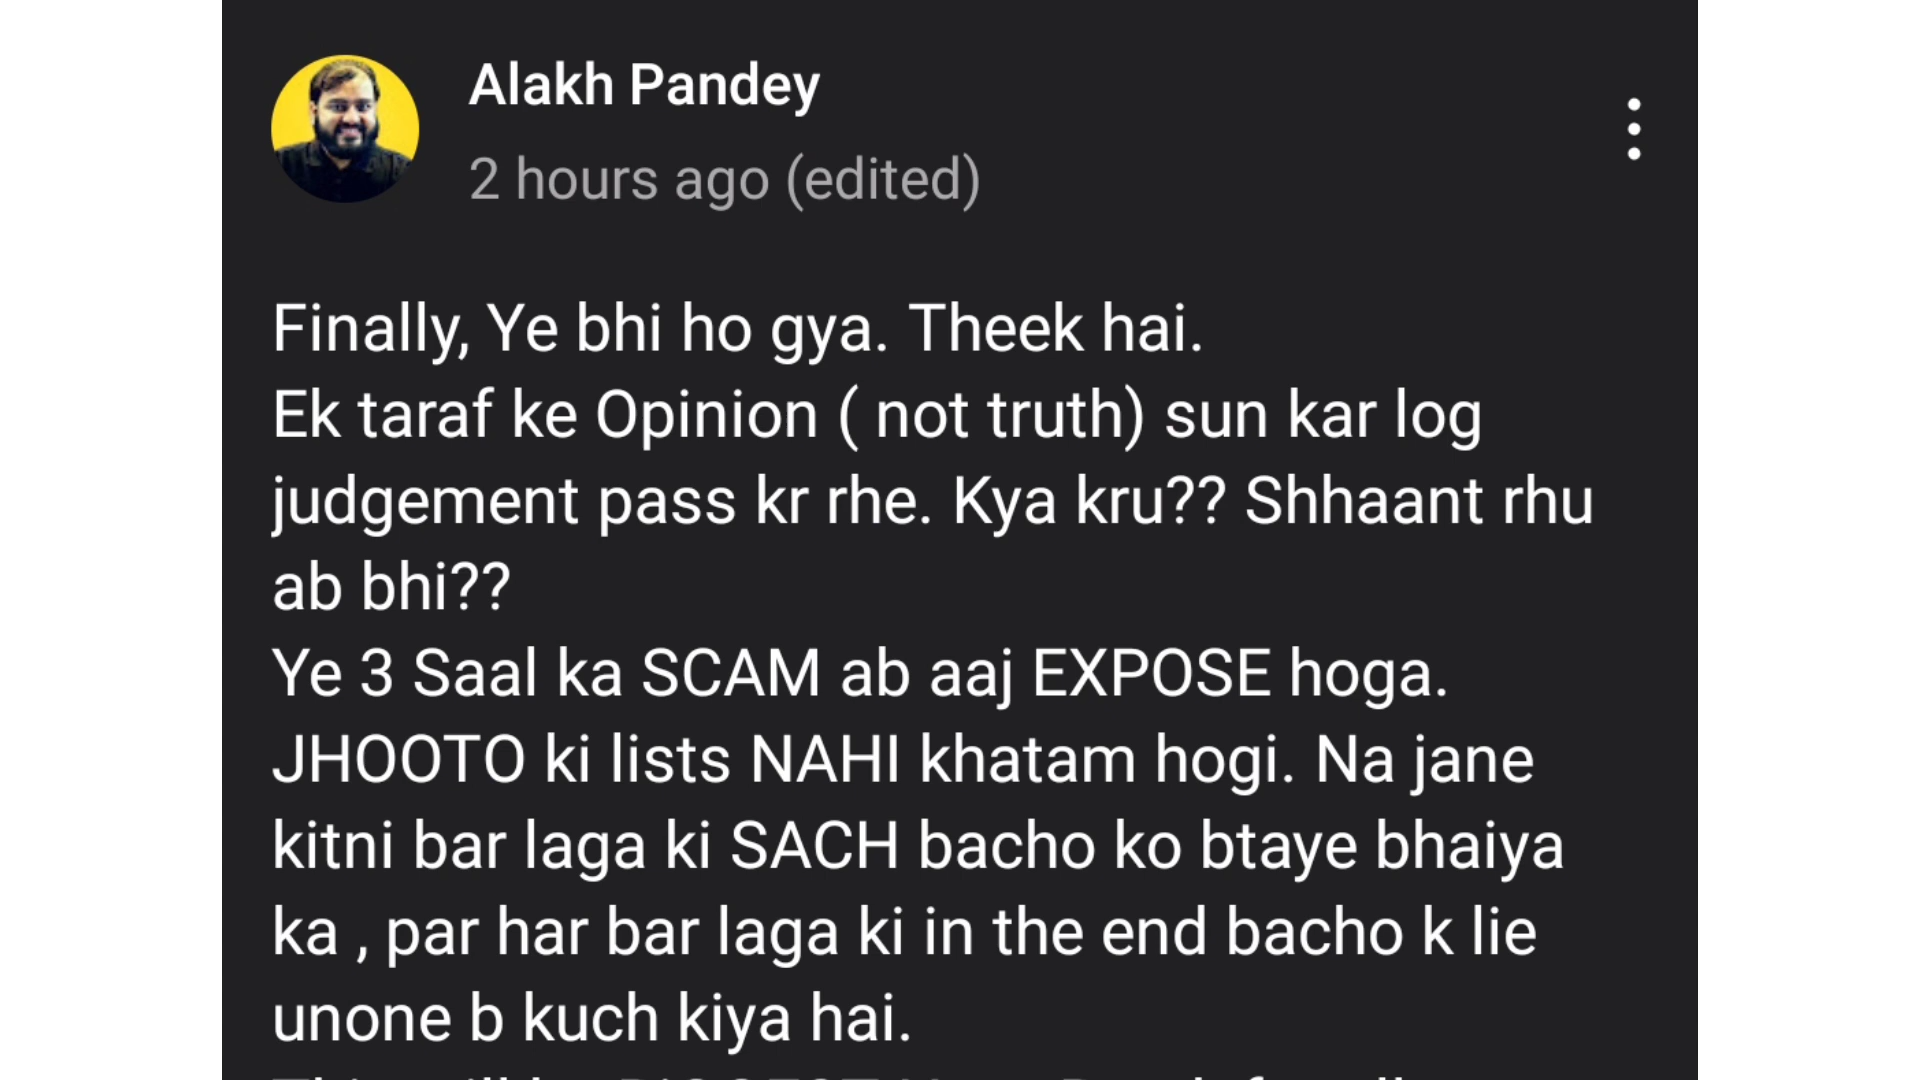 Alakh Pandey
2 hours ago (edited)
Finally, Ye bhi ho gya. Theek hai.
Ek taraf ke Opinion ( not truth) sun kar log
judgement pass kr rhe. Kya kru?? Shhaant rhu
ab bhi??
Ye 3 Saal ka SCAM ab aaj EXPOSE hoga.
JHOOTO ki lists NAHI khatam hogi. Na jane
kitni bar laga ki SACH bacho ko btaye bhaiya
ka , par har bar laga ki in the end bacho k lie
unone b kuch kiya hai.